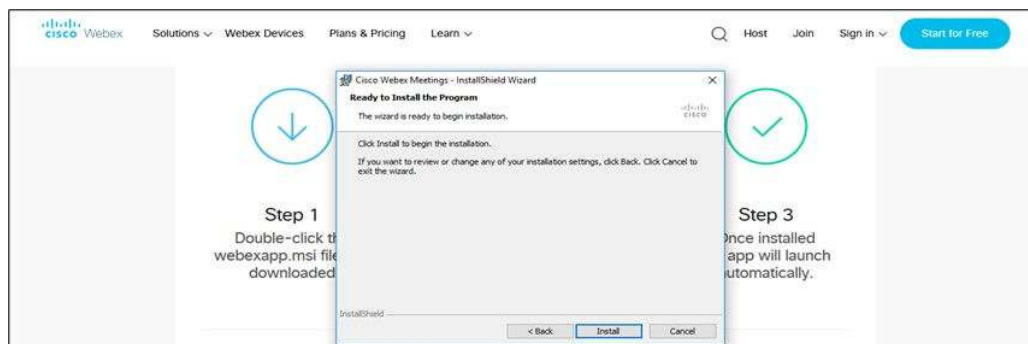 CISCO Webex
Solutions Webex Devices Plans & Pricing Learn Host Join Sign in Start for Free
Cisco Webex Meetings - InstallShield Wizard
Ready to Install the Program
The wizard is ready to begin installation.
CISCO
Click Install to begin the installation.
If you want to review or change any of your installation settings, click Back. Click Cancel to
exit the wizard.
InstallShield
< Back Install Cancel
Step 1
Double-click
webexapp.msi
downloaded
Step 3
installed
app will launch